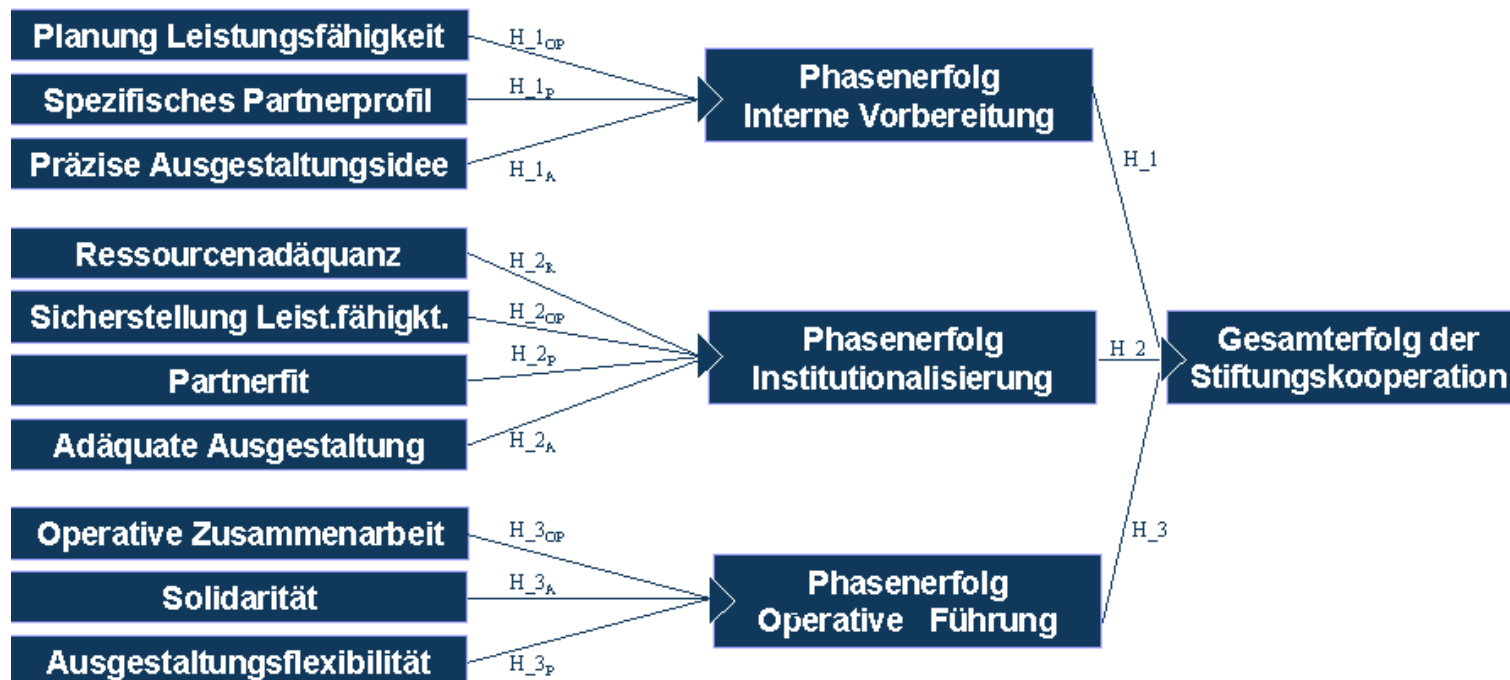 Planung Leistungsfähigkeit
Spezifisches Partnerprofil
Präzise Ausgestaltungsidee
H_1OP
H_1P
H_1A
Phasenerfolg
Interne Vorbereitung
H_1
Ressourcenadäquanz
Sicherstellung Leist.fähigkt.
Partnerfit
Adäquate Ausgestaltung
H_2R
H_2OP
H_2P
H_2A
Phasenerfolg
Institutionalisierung
H_2
Gesamterfolg der
Stiftungskooperation
Operative Zusammenarbeit
Solidarität
Ausgestaltungsflexibilität
H_3OP
H_3A
H_3P
Phasenerfolg
Operative Führung
H_3